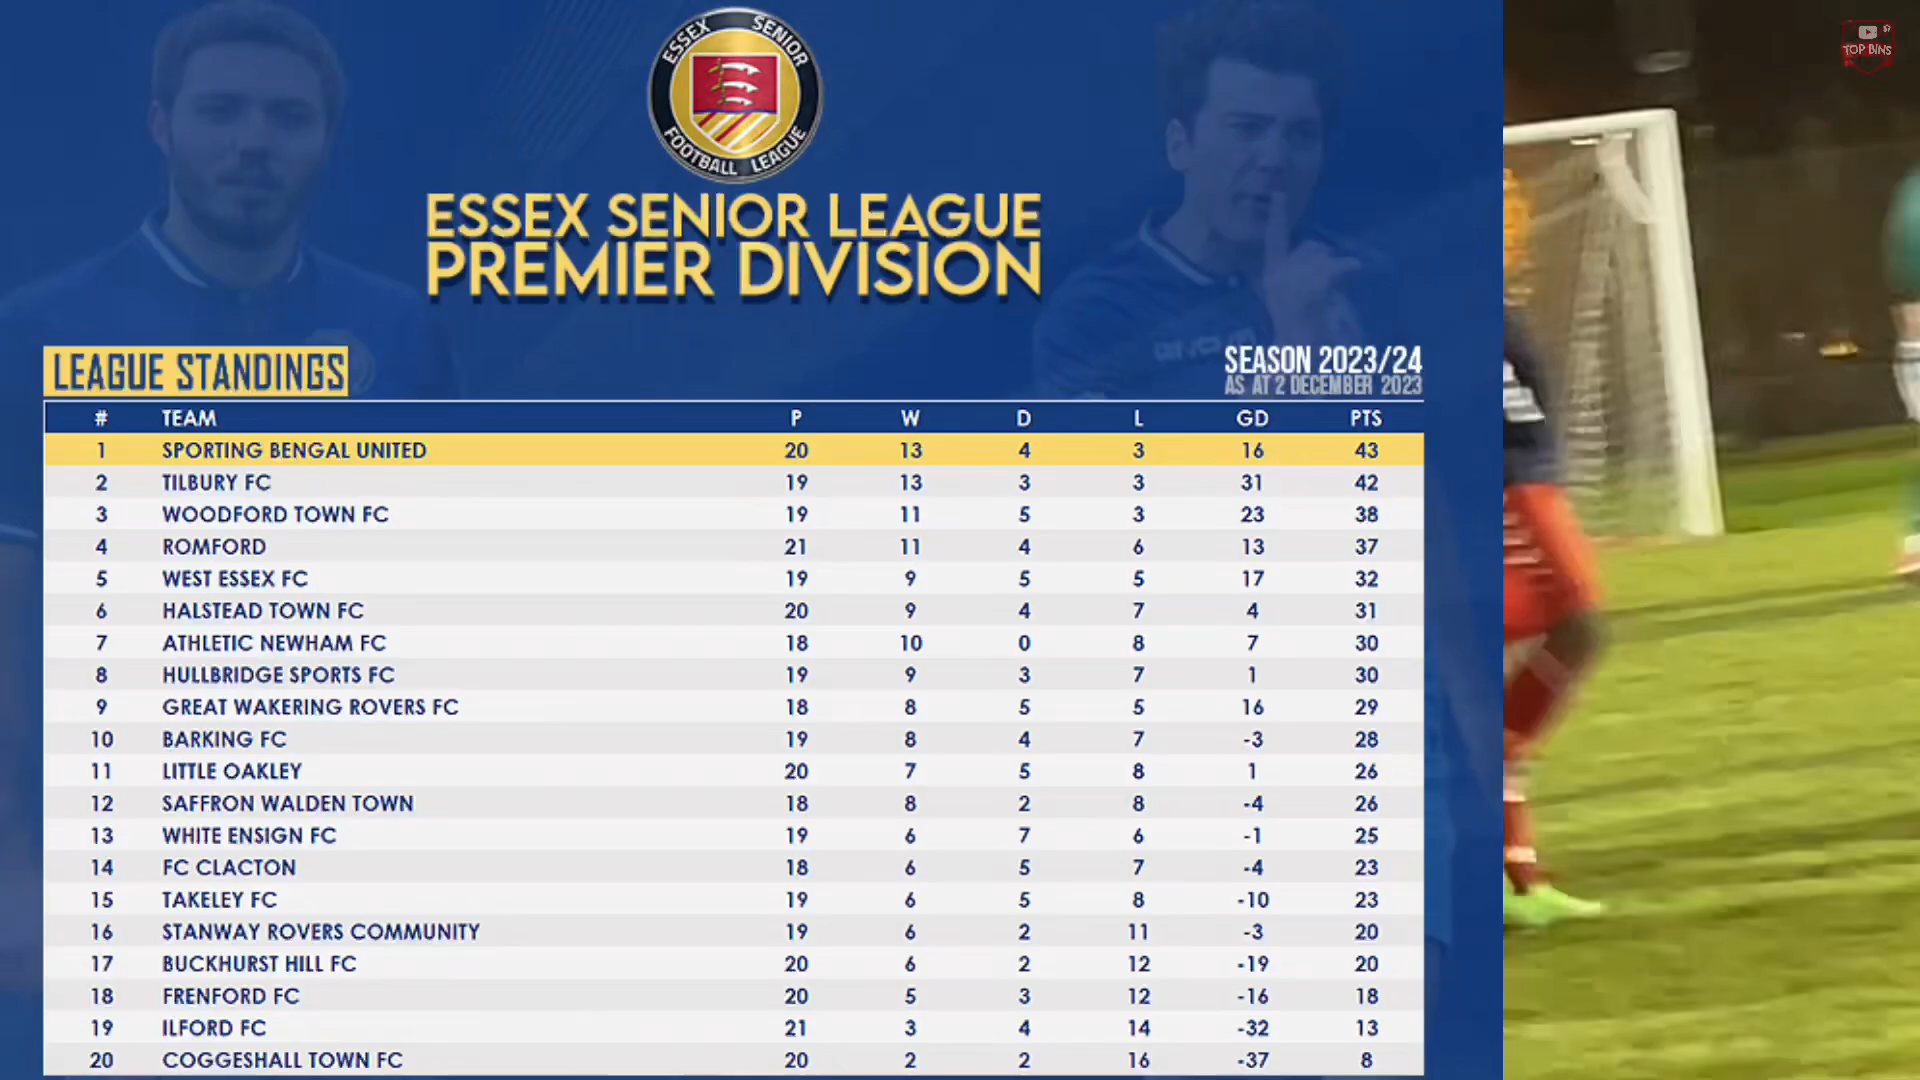 ESSEX SENIOR
FOOTBALL LEAGUE
TOP BINS
ESSEX SENIOR LEAGUE
PREMIER DIVISION
LEAGUE STANDINGS
SEASON 2023/24
AS AT 2 DECEMBER 2023
# TEAM P W D L GD PTS
1 SPORTING BENGAL UNITED 20 13 4 3 16 43
2 TILBURY FC 19 13 3 3 31 42
3 WOODFORD TOWN FC 19 11 5 3 23 38
4 ROMFORD 21 11 4 6 13 37
5 WEST ESSEX FC 19 9 5 5 17 32
6 HALSTEAD TOWN FC 20 9 4 7 4 31
7 ATHLETIC NEWHAM FC 18 10 0 8 7 30
8 HULLBRIDGE SPORTS FC 19 9 3 7 1 30
9 GREAT WAKERING ROVERS FC 18 8 5 5 16 29
10 BARKING FC 19 8 4 7 -3 28
11 LITTLE OAKLEY 20 7 5 8 1 26
12 SAFFRON WALDEN TOWN 18 8 2 8 -4 26
13 WHITE ENSIGN FC 19 6 7 6 -1 25
14 FC CLACTON 18 6 5 7 -4 23
15 TAKELEY FC 19 6 5 8 -10 23
16 STANWAY ROVERS COMMUNITY 19 6 2 11 -3 20
17 BUCKHURST HILL FC 20 6 2 12 -19 20
18 FRENFORD FC 20 5 3 12 -16 18
19 ILFORD FC 21 3 4 14 -32 13
20 COGGESHALL TOWN FC 20 2 2 16 -37 8